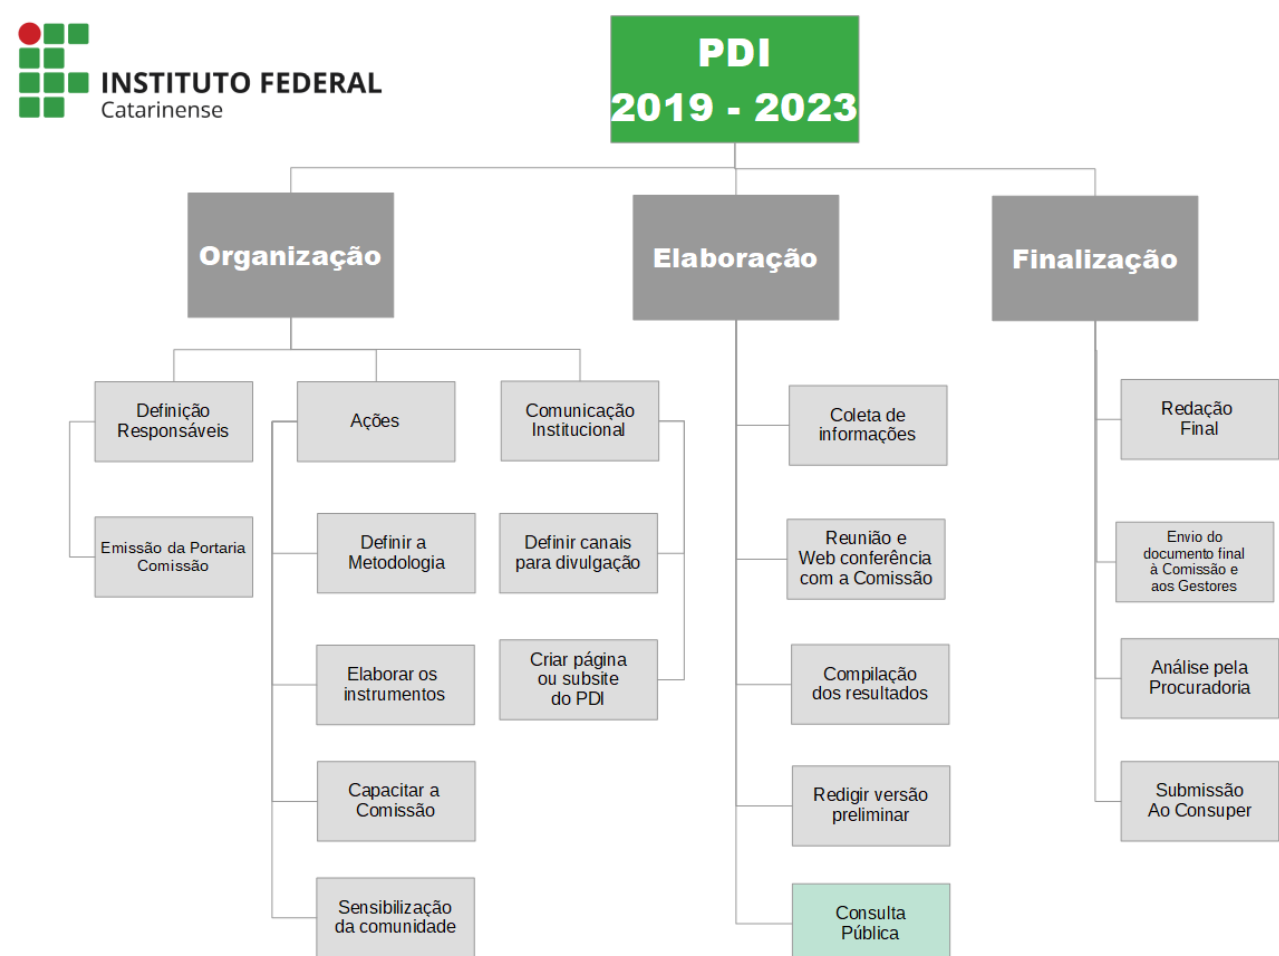 INSTITUTO FEDERAL
Catarinense
PDI
2019 - 2023
Organização
Elaboração
Finalização
Definição
Responsáveis
Emissão da Portaria
Comissão
Ações
Definir a
Metodologia
Elaborar os
instrumentos
Capacitar a
Comissão
Sensibilização
da comunidade
Comunicação
Institucional
Definir canais
para divulgação
Criar página
ou subsite
do PDI
Coleta de
informações
Reunião e
Web conferência
com a Comissão
Compilação
dos resultados
Redigir versão
preliminar
Consulta
Pública
Redação
Final
Envio do
documento final
à Comissão e
aos Gestores
Análise pela
Procuradoria
Submissão
Ao Consuper